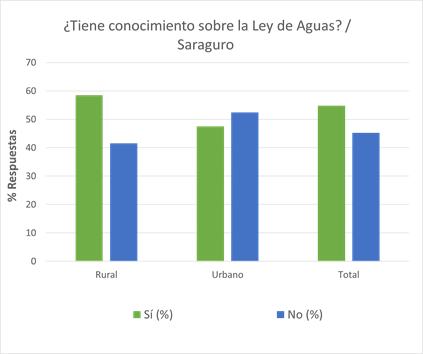 ¿Tiene conocimiento sobre la Ley de Aguas? /
Saraguro
% Respuestas
70
60
50
40
30
20
10
0
Rural
Urbano
Total
Sí (%)
No (%)